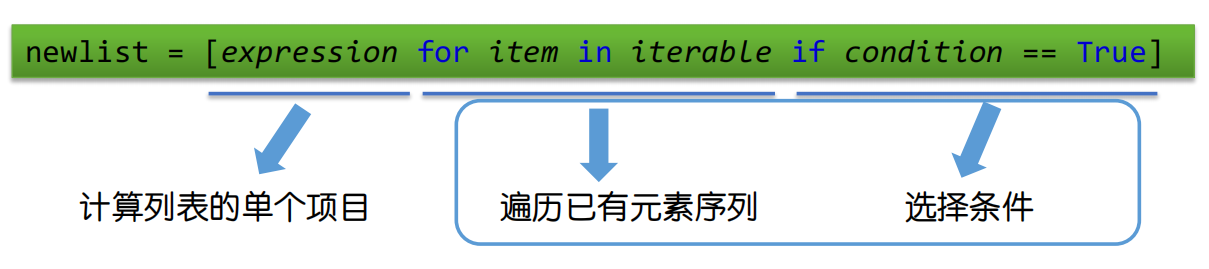 newlist = [expression for item in iterable if condition == True]
计算列表的单个项目 遍历已有元素序列 选择条件